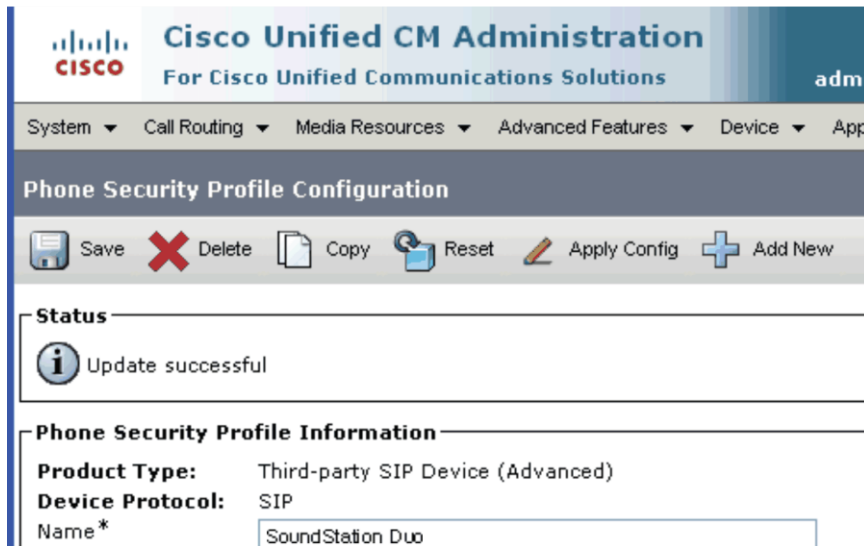 CISCO
Cisco Unified CM Administration
For Cisco Unified Communications Solutions
adm
System Call Routing Media Resources Advanced Features Device App
Phone Security Profile Configuration
Save Delete Copy Reset Apply Config Add New
Status
Update successful
Phone Security Profile Information
Product Type: Third-party SIP Device (Advanced)
Device Protocol: SIP
Name* SoundStation Duo